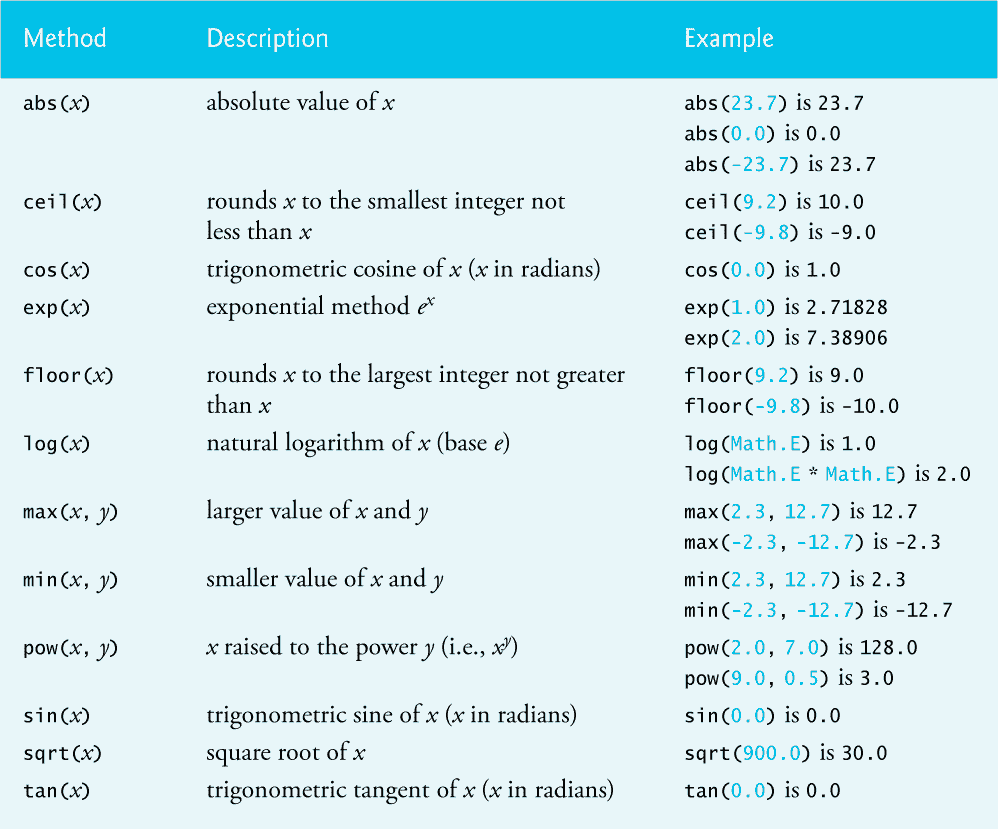 Method Description Example
abs(x) absolute value of x abs(23.7) is 23.7
abs(0.0) is 0.0
abs(-23.7) is 23.7
ceil(x) rounds x to the smallest integer not ceil(9.2) is 10.0
less than x ceil(-9.8) is -9.0
cos(x) trigonometric cosine of x (x in radians) cos(0.0) is 1.0
exp(x) exponential method eˣ exp(1.0) is 2.71828
exp(2.0) is 7.38906
floor(x) rounds x to the largest integer not greater floor(9.2) is 9.0
than x floor(-9.8) is -10.0
log(x) natural logarithm of x (base e) log(Math.E) is 1.0
log(Math.E * Math.E) is 2.0
max(x, y) larger value of x and y max(2.3, 12.7) is 12.7
max(-2.3, -12.7) is -2.3
min(x, y) smaller value of x and y min(2.3, 12.7) is 2.3
min(-2.3, -12.7) is -12.7
pow(x, y) x raised to the power y (i.e., xʸ) pow(2.0, 7.0) is 128.0
pow(9.0, 0.5) is 3.0
sin(x) trigonometric sine of x (x in radians) sin(0.0) is 0.0
sqrt(x) square root of x sqrt(900.0) is 30.0
tan(x) trigonometric tangent of x (x in radians) tan(0.0) is 0.0